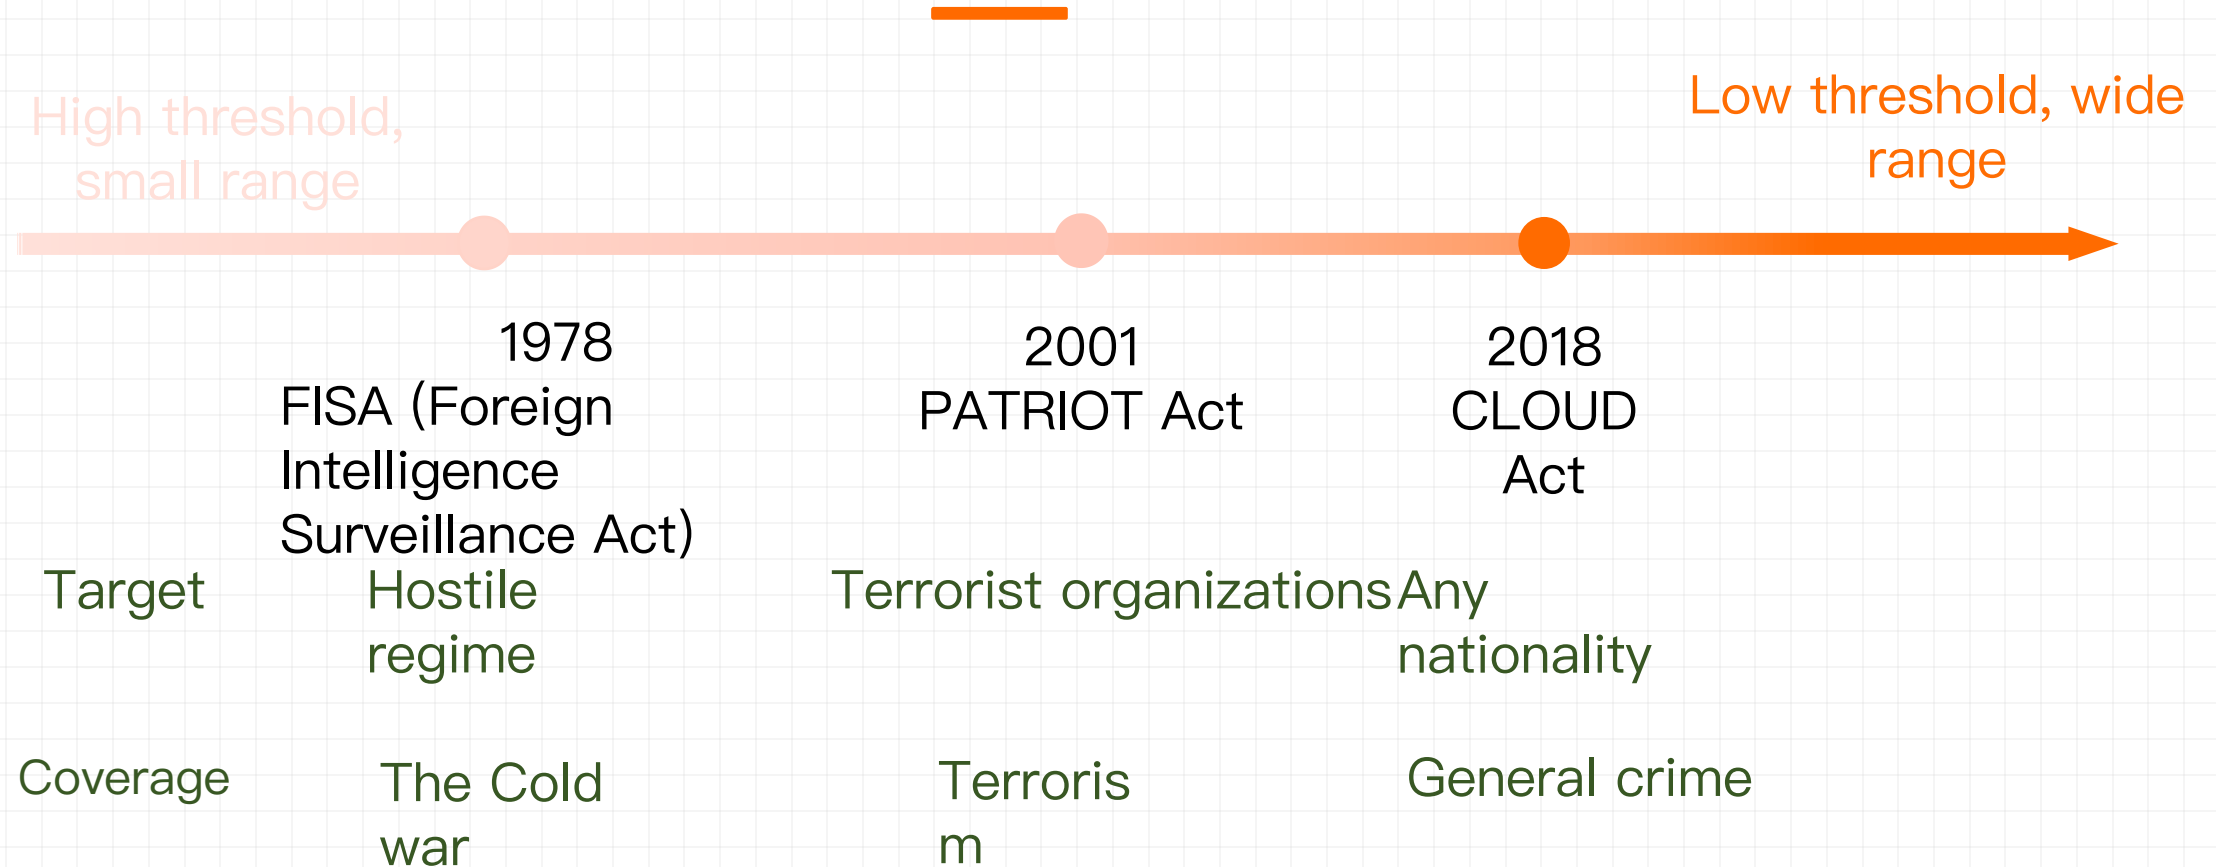 High threshold,
small range
Low threshold, wide
range
1978
FISA (Foreign
Intelligence
Surveillance Act)
2001
PATRIOT Act
2018
CLOUD
Act
Target
Hostile
regime
Terrorist organizations
Any
nationality
Coverage
The Cold
war
Terroris
m
General crime